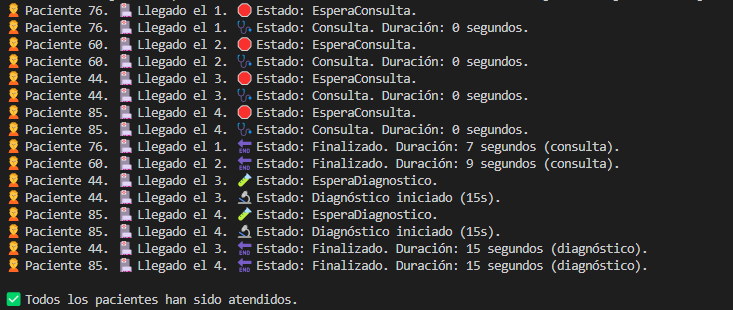 Paciente 76. Llegado el 1. Estado: EsperaConsulta.
Paciente 76. Llegado el 1. Estado: Consulta. Duración: 0 segundos.
Paciente 60. Llegado el 2. Estado: EsperaConsulta.
Paciente 60. Llegado el 2. Estado: Consulta. Duración: 0 segundos.
Paciente 44. Llegado el 3. Estado: EsperaConsulta.
Paciente 44. Llegado el 3. Estado: Consulta. Duración: 0 segundos.
Paciente 85. Llegado el 4. Estado: EsperaConsulta.
Paciente 85. Llegado el 4. Estado: Consulta. Duración: 0 segundos.
Paciente 76. Llegado el 1. 🔚 Estado: Finalizado. Duración: 7 segundos (consulta).
Paciente 60. Llegado el 2. 🔚 Estado: Finalizado. Duración: 9 segundos (consulta).
Paciente 44. Llegado el 3. Estado: EsperaDiagnostico.
Paciente 44. Llegado el 3. Estado: Diagnóstico iniciado (15s).
Paciente 85. Llegado el 4. Estado: EsperaDiagnostico.
Paciente 85. Llegado el 4. Estado: Diagnóstico iniciado (15s).
Paciente 44. Llegado el 3. 🔚 Estado: Finalizado. Duración: 15 segundos (diagnóstico).
Paciente 85. Llegado el 4. 🔚 Estado: Finalizado. Duración: 15 segundos (diagnóstico).
✅ Todos los pacientes han sido atendidos.